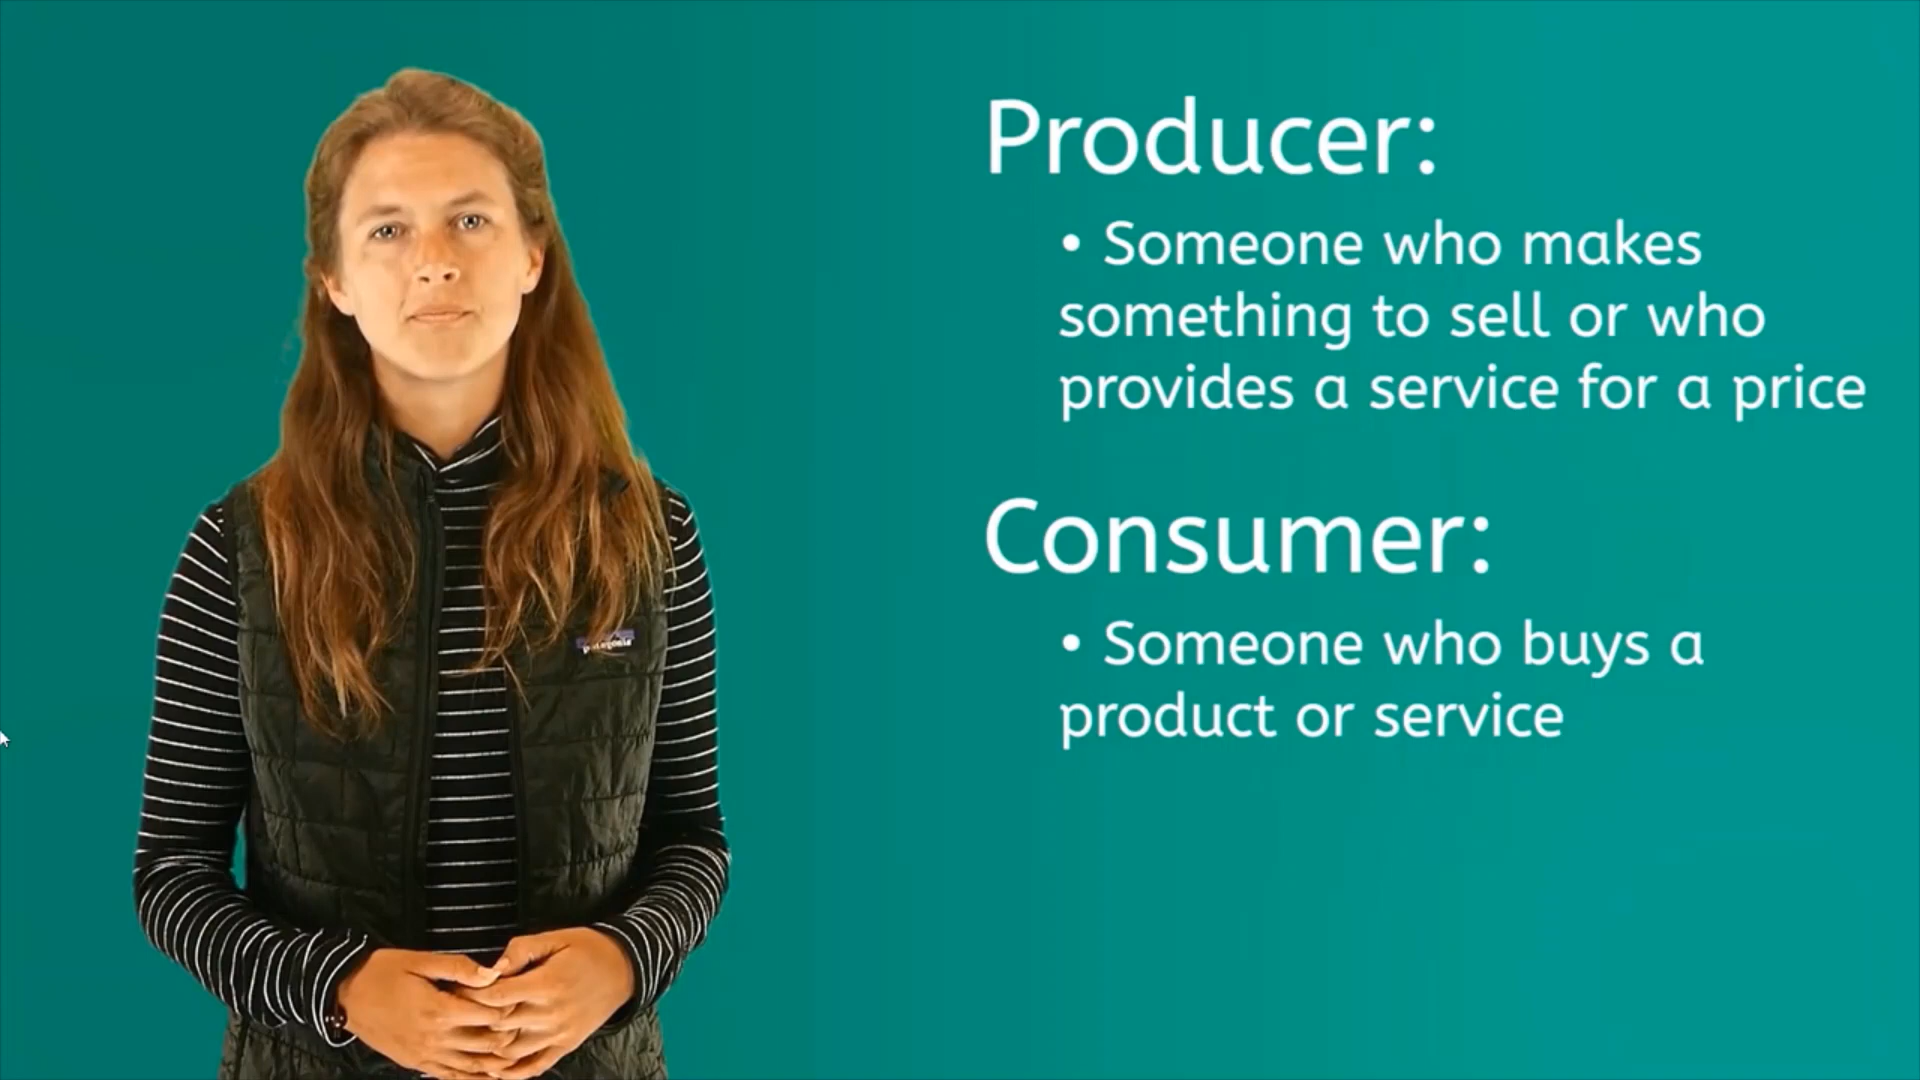 Producer:
• Someone who makes
something to sell or who
provides a service for a price
Consumer:
• Someone who buys a
product or service
patagonia